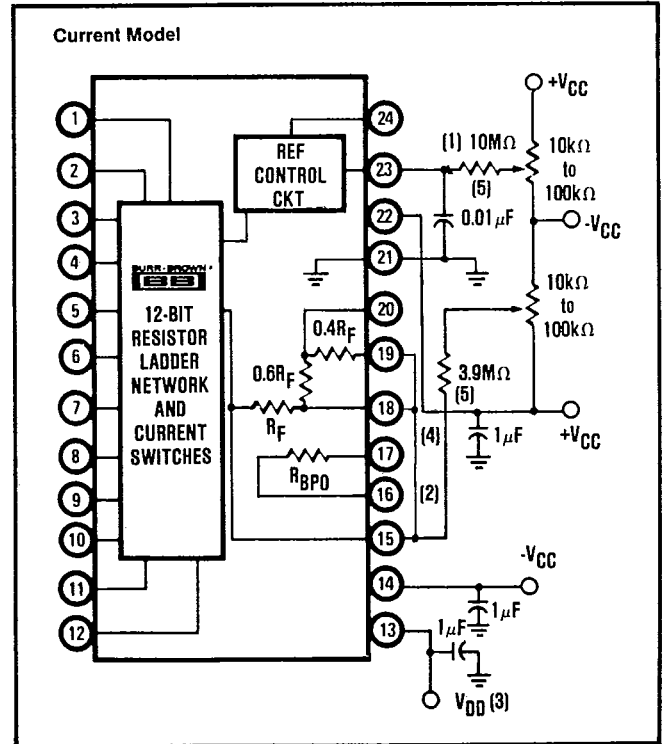 Current Model
+VCC
1
24
(1) 10MΩ
10kΩ
to
100kΩ
REF
CONTROL
CKT
2
23
(5)
3
22
0.01μF
-VCC
4
21
BURR-BROWN
BB
10kΩ
to
100kΩ
5
20
12-BIT
RESISTOR
LADDER
NETWORK
AND
CURRENT
SWITCHES
0.4RF
6
19
0.6RF
3.9MΩ
(5)
7
18
RF
(4)
1μF
+VCC
8
17
RBPO
9
16
(2)
10
15
-VCC
11
14
1μF
12
13
1μF
VDD (3)